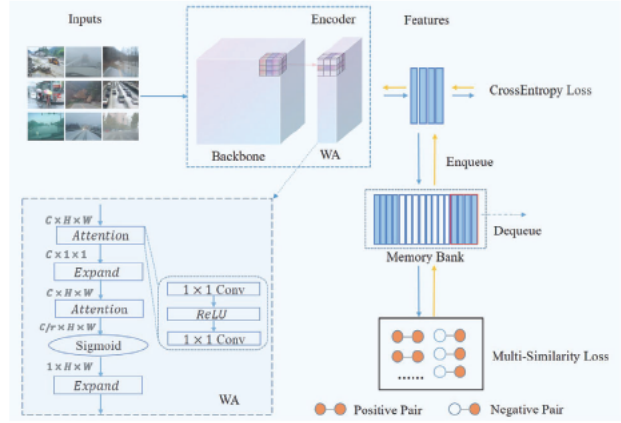 Inputs
Encoder
Features
Backbone
WA
CrossEntropy Loss
Enqueue
Dequeue
Memory Bank
Multi-Similarity Loss
Positive Pair
Negative Pair
......
C × H × W
Attention
C × 1 × 1
Expand
C × H × W
Attention
C/r × H × W
Sigmoid
1 × H × W
Expand
1 × 1 Conv
ReLU
1 × 1 Conv
WA